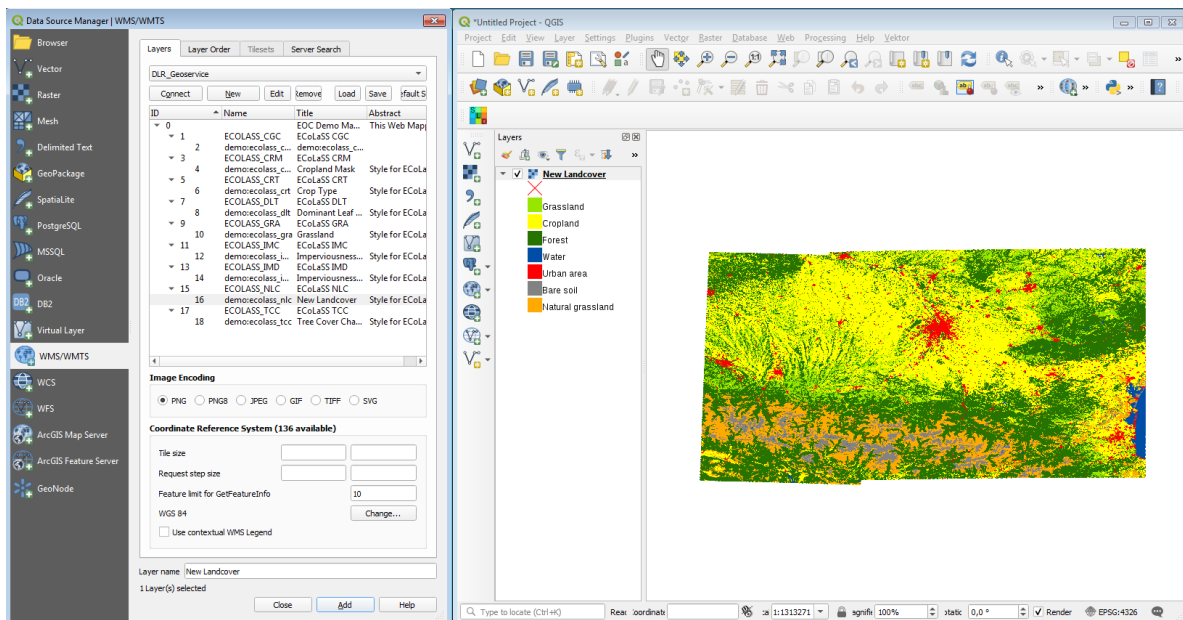 Data Source Manager | WMS/WMTS
Browser
Vector
Raster
Mesh
Delimited Text
GeoPackage
SpatiaLite
PostgreSQL
MSSQL
Oracle
DB2
DB2
Virtual Layer
WMS/WMTS
WCS
WFS
ArcGIS Map Server
ArcGIS Feature Server
GeoNode
Layers Layer Order Tilesets Server Search
DLR_Geoservice
Connect New Edit Remove Load Save
ID Name Title Abstract
0 EOC Demo Ma... This Web Mapp
1 ECOLASS_CGC ECoLaSS CGC
2 demo:ecolass_c... demo:ecolass_c...
3 ECOLASS_CRM ECoLaSS CRM
4 demo:ecolass_c... Cropland Mask Style for ECoLa
5 ECOLASS_CRT ECoLaSS CRT
6 demo:ecolass_crt Crop Type Style for ECoLa
7 ECOLASS_DLT ECoLaSS DLT
8 demo:ecolass_dlt Dominant Leaf ... Style for ECoLa
9 ECOLASS_GRA ECoLaSS GRA
10 demo:ecolass_gra Grassland Style for ECoLa
11 ECOLASS_IMC ECoLaSS IMC
12 demo:ecolass_i... Imperviousness... Style for ECoLa
13 ECOLASS_IMD ECoLaSS IMD
14 demo:ecolass_i... Imperviousness... Style for ECoLa
15 ECOLASS_NLC ECoLaSS NLC
16 demo:ecolass_nlc New Landcover Style for ECoLa
17 ECOLASS_TCC ECoLaSS TCC
18 demo:ecolass_tcc Tree Cover Cha... Style for ECoLa
Image Encoding
PNG PNG8 JPEG GIF TIFF SVG
Coordinate Reference System (136 available)
Tile size
Request step size
Feature limit for GetFeatureInfo 10
WGS 84 Change...
Use contextual WMS Legend
Layer name New Landcover
1 Layer(s) selected
Close Add Help
*Untitled Project - QGIS
Project Edit View Layer Settings Plugins Vector Raster Database Web Processing Help Vektor
Layers
New Landcover
Grassland
Cropland
Forest
Water
Urban area
Bare soil
Natural grassland
Type to locate (Ctrl+K) 1:1313271 100% 0,0 ° Render EPSG:4326